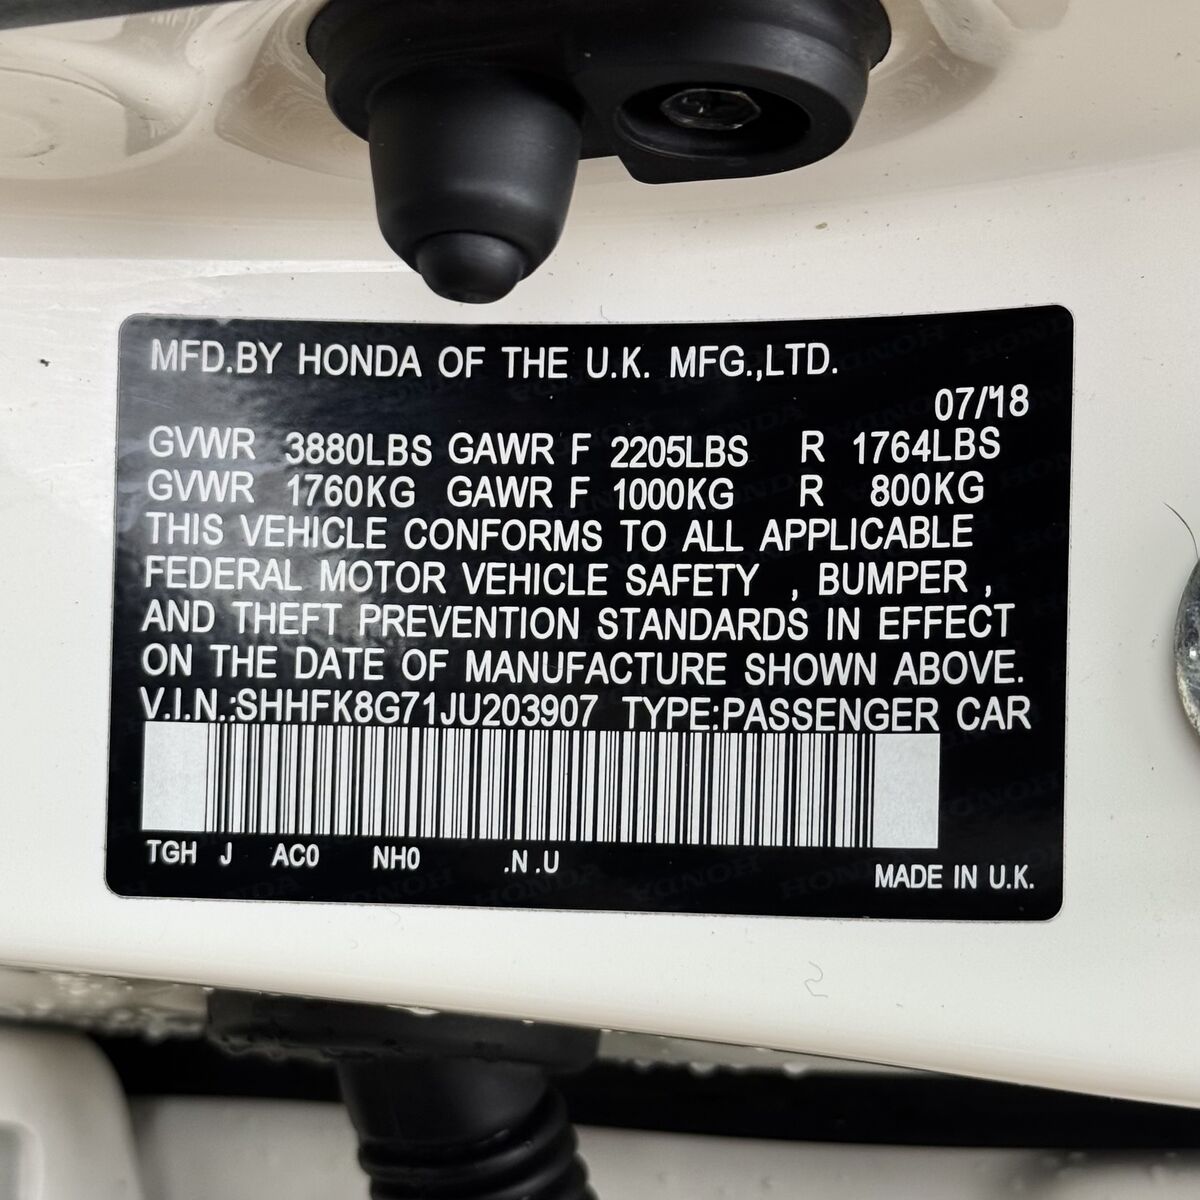 MFD.BY HONDA OF THE U.K. MFG.,LTD.
07/'18
GVWR 3880LBS GAWR F 2205LBS R 1764LBS
GVWR 1760KG GAWR F 1000KG R 800KG
THIS VEHICLE CONFORMS TO ALL APPLICABLE
FEDERAL MOTOR VEHICLE SAFETY , BUMPER ,
AND THEFT PREVENTION STANDARDS IN EFFECT
ON THE DATE OF MANUFACTURE SHOWN ABOVE.
V.I.N.:SHHFK8G71JU203907 TYPE:PASSENGER CAR
TGH J AC0 NH0 .N .U
MADE IN U.K.